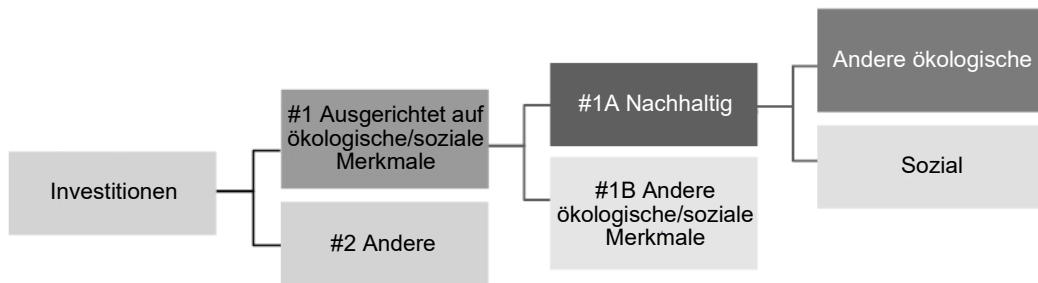 Investitionen
#1 Ausgerichtet auf
ökologische/soziale
Merkmale
#2 Andere
#1A Nachhaltig
#1B Andere
ökologische/soziale
Merkmale
Andere ökologische
Sozial